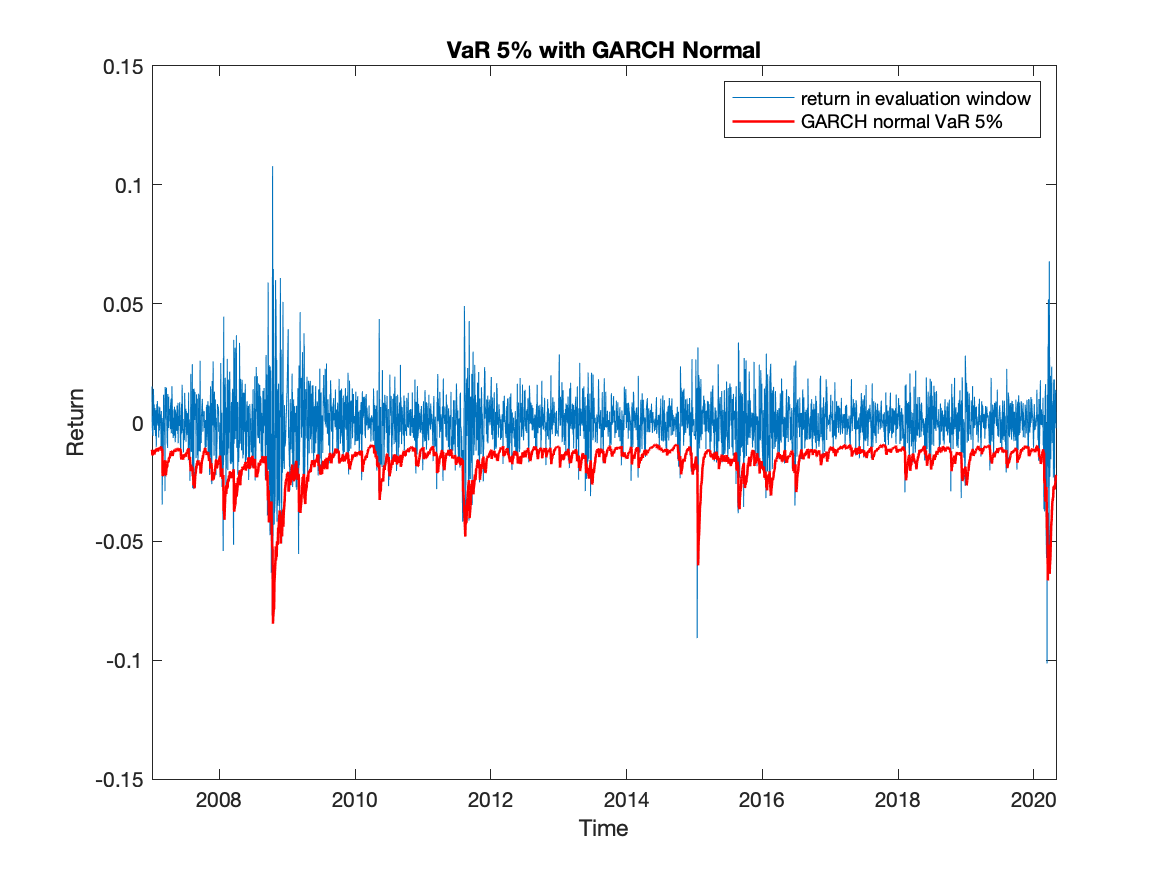 VaR 5% with GARCH Normal
return in evaluation window
GARCH normal VaR 5%
0.15
0.1
0.05
0
-0.05
-0.1
-0.15
Return
2008 2010 2012 2014 2016 2018 2020
Time